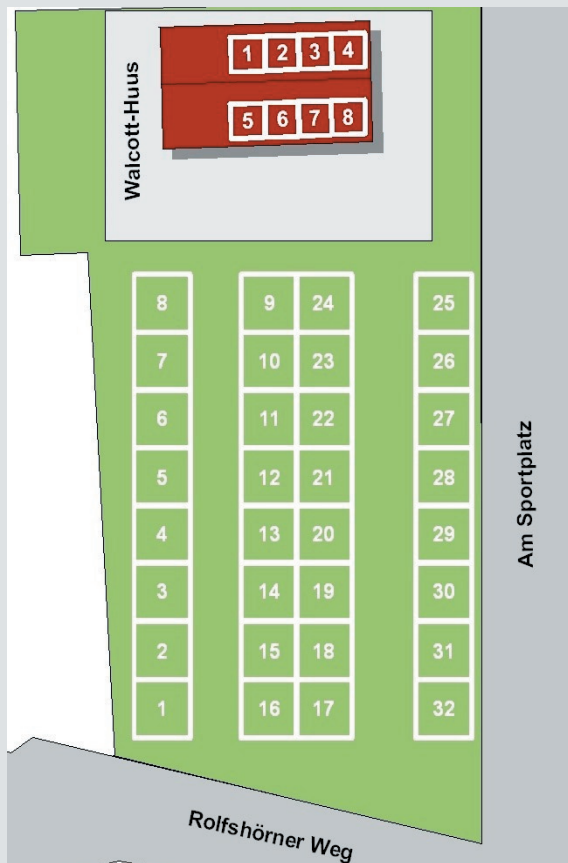 1 2 3 4
5 6 7 8
Walcott-Huus
8 9 24 25
7 10 23 26
6 11 22 27
5 12 21 28
4 13 20 29
3 14 19 30
2 15 18 31
1 16 17 32
Am Sportplatz
Rolfshörner Weg